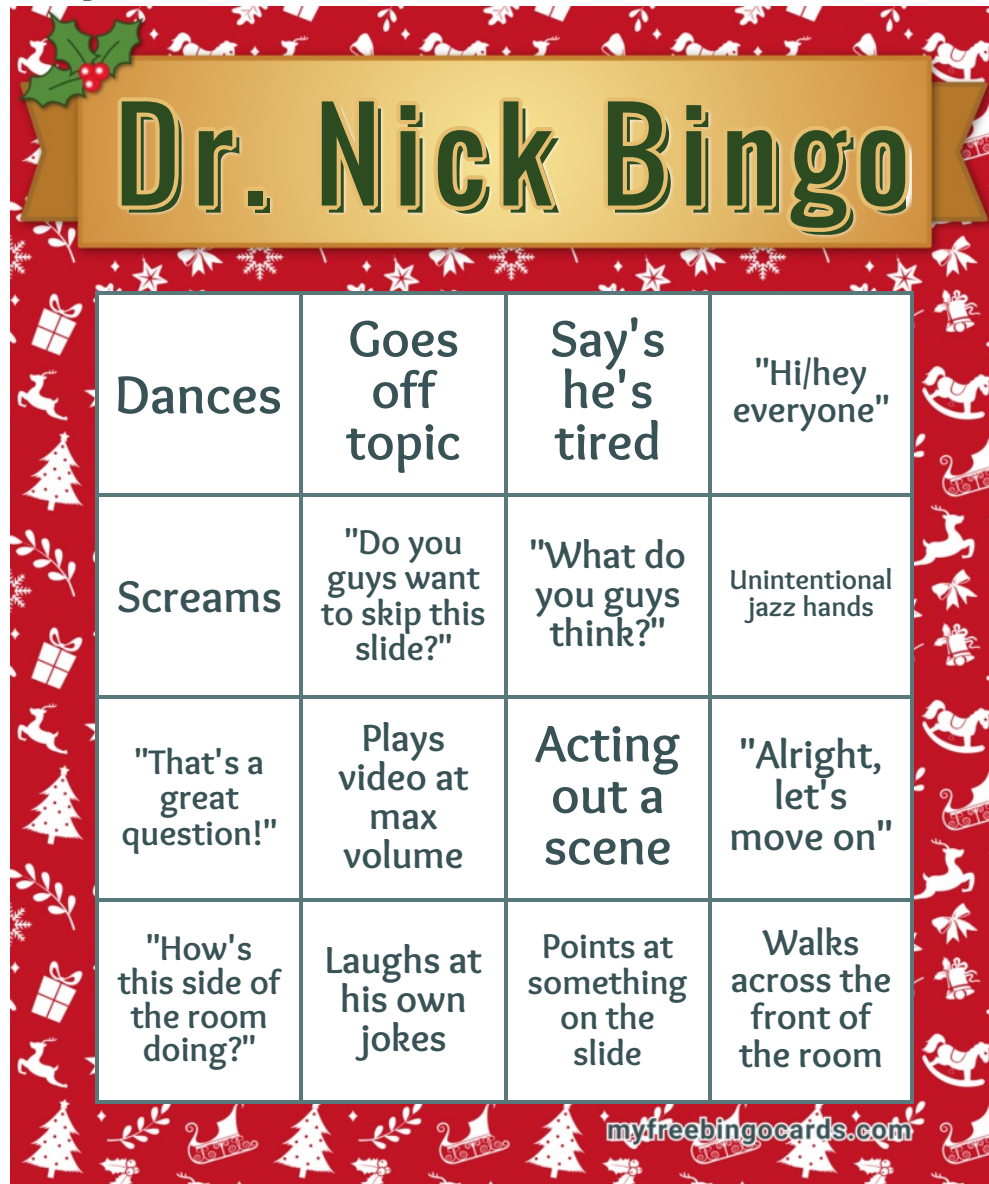 Dr. Nick Bingo
Dances
Goes
off
topic
Say's
he's
tired
"Hi/hey
everyone"
Screams
"Do you
guys want
to skip this
slide?"
"What do
you guys
think?"
Unintentional
jazz hands
"That's a
great
question!"
Plays
video at
max
volume
Acting
out a
scene
"Alright,
let's
move on"
"How's
this side of
the room
doing?"
Laughs at
his own
jokes
Points at
something
on the
slide
Walks
across the
front of
the room
myfreebingocards.com